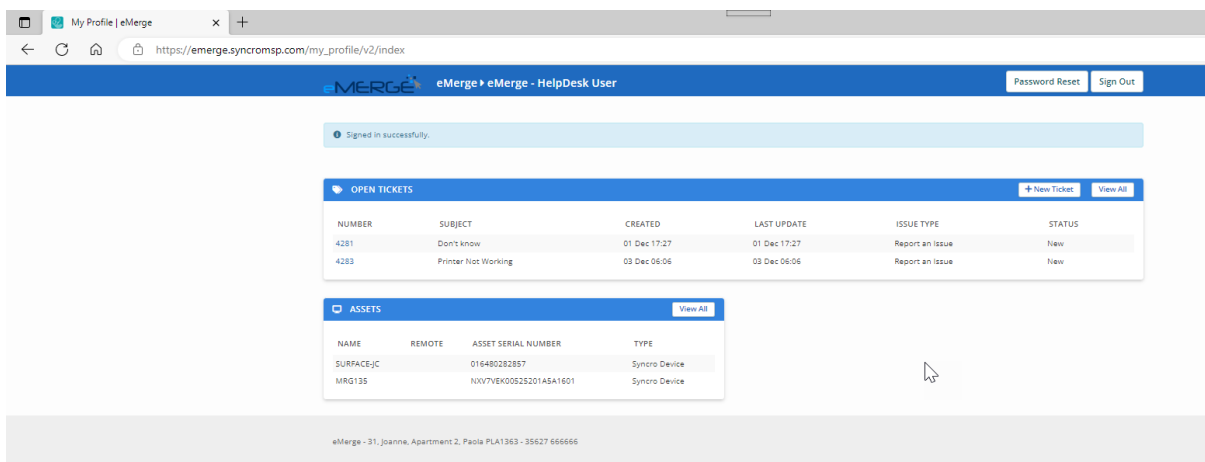 My Profile | eMerge
https://emerge.syncromsp.com/my_profile/v2/index
eMERGE eMerge eMerge - HelpDesk User Password Reset Sign Out
Signed in successfully.
OPEN TICKETS + New Ticket View All
NUMBER SUBJECT CREATED LAST UPDATE ISSUE TYPE STATUS
4281 Don't know 01 Dec 17:27 01 Dec 17:27 Report an Issue New
4283 Printer Not Working 03 Dec 06:06 03 Dec 06:06 Report an Issue New
ASSETS View All
NAME REMOTE ASSET SERIAL NUMBER TYPE
SURFACE-JC 016480282857 Syncro Device
MRG135 NXV7VEK00525201A5A1601 Syncro Device
eMerge - 31, Joanne, Apartment 2, Paola PLA1363 - 35627 666666